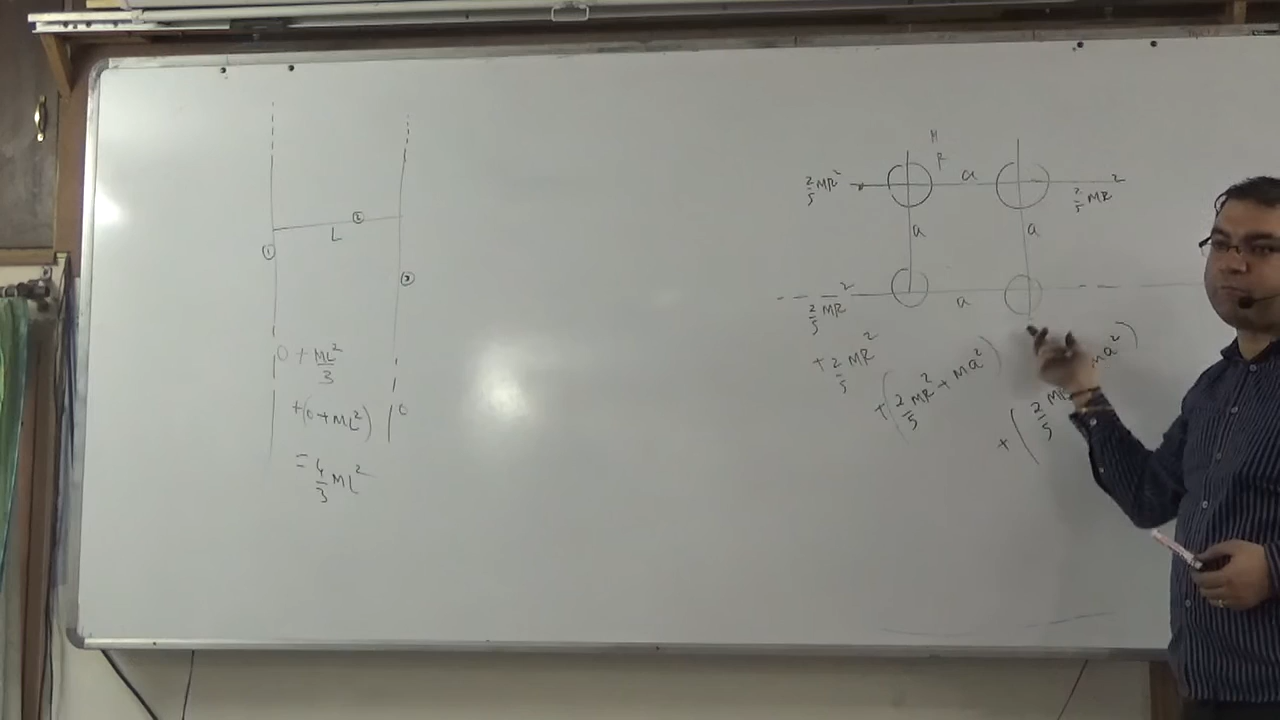 ①
②
L
③
0 + ML²/3
+(0+ML²)
0
= 4/3 ML²
M
R
2/5 MR²
a
2/5 MR²
a
a
2/5 MR²
a
+ 2/5 MR²
+(2/5 MR² + Ma²)
+(2/5 MR² Ma²)